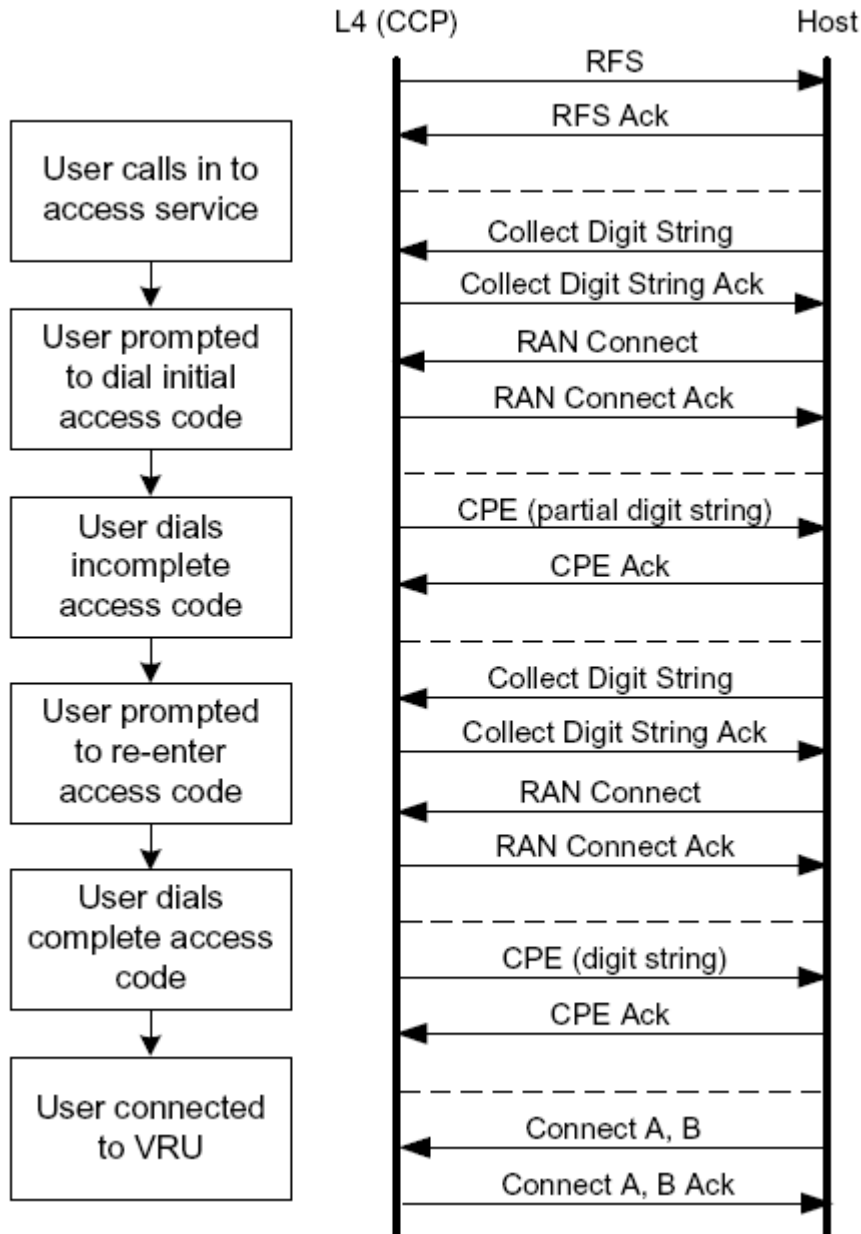 L4 (CCP)
Host
RFS
RFS Ack
User calls in to
access service
Collect Digit String
Collect Digit String Ack
User prompted
to dial initial
access code
RAN Connect
RAN Connect Ack
User dials
incomplete
access code
CPE (partial digit string)
CPE Ack
User prompted
to re-enter
access code
Collect Digit String
Collect Digit String Ack
RAN Connect
RAN Connect Ack
User dials
complete access
code
CPE (digit string)
CPE Ack
User connected
to VRU
Connect A, B
Connect A, B Ack